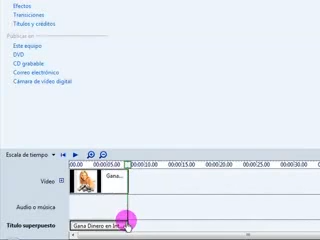 Efectos
Transiciones
Títulos y créditos
Publicar en
Este equipo
DVD
CD grabable
Correo electrónico
Cámara de vídeo digital
Escala de tiempo
00,00 00:00:05,00 00:00:10,00 00:00:15,00 00:00:20,00 00:00:25,00 00:00:30,00
Vídeo
Gana...
Audio o música
Título superpuesto
Gana Dinero en